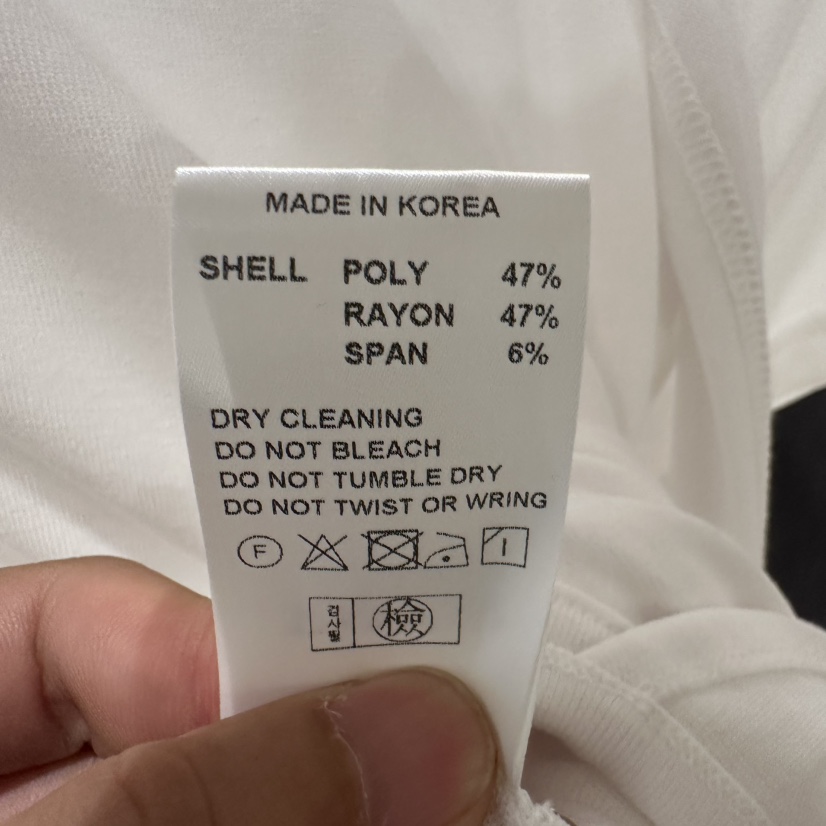 MADE IN KOREA
SHELL POLY 47%
RAYON 47%
SPAN 6%
DRY CLEANING
DO NOT BLEACH
DO NOT TUMBLE DRY
DO NOT TWIST OR WRING
F
검사필 檢